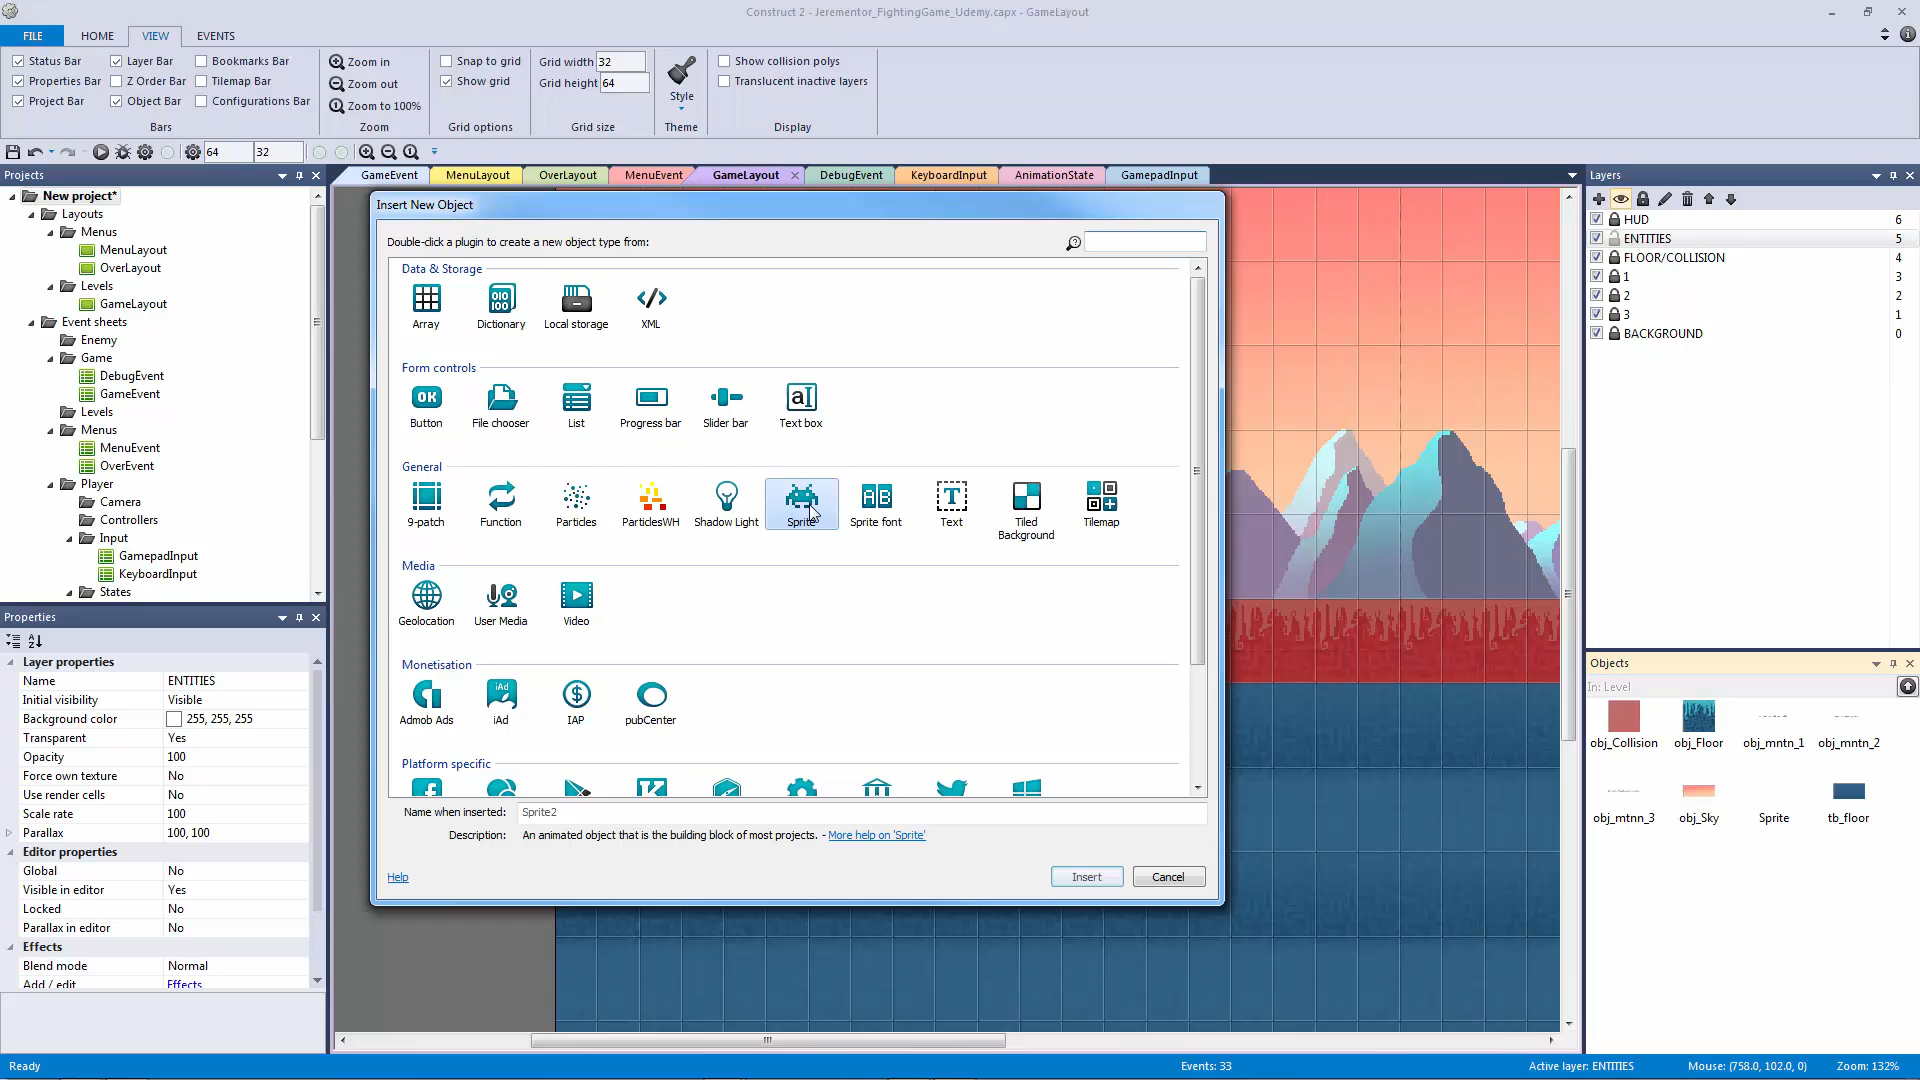 Construct 2 - Jerementor_FightingGame_Udemy.capx - GameLayout
FILE HOME VIEW EVENTS
Status Bar Layer Bar Bookmarks Bar Zoom in Snap to grid Grid width 32 Show collision polys
Properties Bar Z Order Bar Tilemap Bar Zoom out Show grid Grid height 64 Style Translucent inactive layers
Project Bar Object Bar Configurations Bar Zoom to 100%
Bars Zoom Grid options Grid size Theme Display
64 32
Projects
New project*
Layouts
Menus
MenuLayout
OverLayout
Levels
GameLayout
Event sheets
Enemy
Game
DebugEvent
GameEvent
Levels
Menus
MenuEvent
OverEvent
Player
Camera
Controllers
Input
GamepadInput
KeyboardInput
States
Properties
Layer properties
Name ENTITIES
Initial visibility Visible
Background color 255, 255, 255
Transparent Yes
Opacity 100
Force own texture No
Use render cells No
Scale rate 100
Parallax 100, 100
Editor properties
Global No
Visible in editor Yes
Locked No
Parallax in editor No
Effects
Blend mode Normal
Add / edit Effects
GameEvent MenuLayout OverLayout MenuEvent GameLayout DebugEvent KeyboardInput AnimationState GamepadInput
Insert New Object
Double-click a plugin to create a new object type from:
Data & Storage
Array Dictionary Local storage XML
Form controls
OK aI
Button File chooser List Progress bar Slider bar Text box
General
9-patch Function Particles ParticlesWH Shadow Light Sprite Sprite font Text Tiled Background Tilemap
Media
Geolocation User Media Video
Monetisation
Admob Ads iAd IAP pubCenter
Platform specific
Name when inserted: Sprite2
Description: An animated object that is the building block of most projects. - More help on 'Sprite'
Help Insert Cancel
Layers
HUD 6
ENTITIES 5
FLOOR/COLLISION 4
1 3
2 2
3 1
BACKGROUND 0
Objects
In: Level
obj_Collision obj_Floor obj_mntn_1 obj_mntn_2
obj_mtnn_3 obj_Sky Sprite tb_floor
Ready Events: 33 Active layer: ENTITIES Mouse: (758.0, 102.0, 0) Zoom: 132%